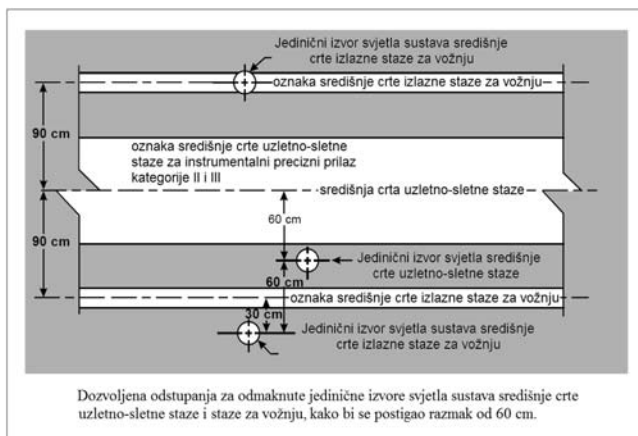 Jedinični izvor svjetla sustava središnje
crte izlazne staze za vožnju
oznaka središnje crte izlazne staze za vožnju
90 cm
oznaka središnje crte uzletno-sletne
staze za instrumentalni precizni prilaz
kategorije II i III
središnja crta uzletno-sletne staze
60 cm
90 cm
Jedinični izvor svjetla središnje
crte uzletno-sletne staze
60 cm
oznaka središnje crte izlazne staze za vožnju
30 cm
Jedinični izvor svjetla sustava središnje
crte izlazne staze za vožnju
Dozvoljena odstupanja za odmaknute jedinične izvore svjetla sustava središnje crte
uzletno-sletne staze i staze za vožnju, kako bi se postigao razmak od 60 cm.